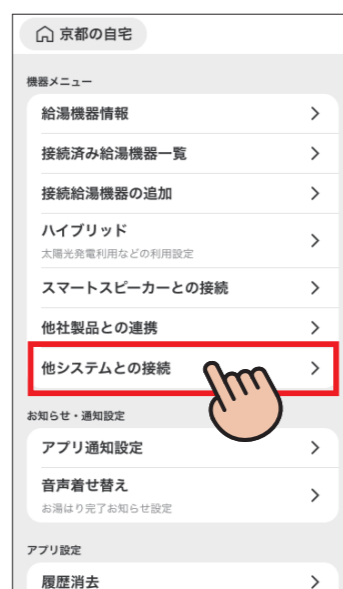 京都の自宅
機器メニュー
給湯機器情報
接続済み給湯機器一覧
接続給湯機器の追加
ハイブリッド
太陽光発電利用などの利用設定
スマートスピーカーとの接続
他社製品との連携
他システムとの接続
お知らせ・通知設定
アプリ通知設定
音声着せ替え
お湯はり完了お知らせ設定
アプリ設定
履歴消去